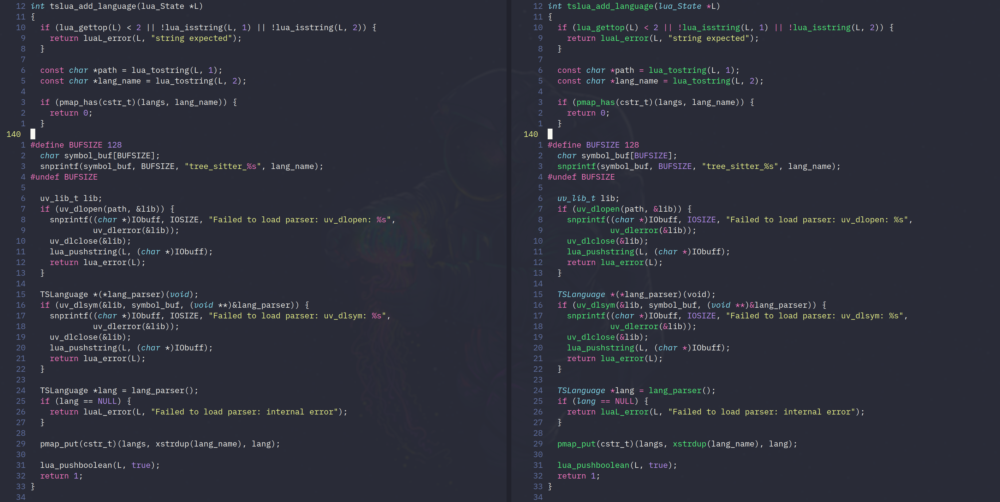 12 int tslua_add_language(lua_State *L)
11 {
10   if (lua_gettop(L) < 2 || !lua_isstring(L, 1) || !lua_isstring(L, 2)) {
9     return luaL_error(L, "string expected");
8   }
7
6   const char *path = lua_tostring(L, 1);
5   const char *lang_name = lua_tostring(L, 2);
4
3   if (pmap_has(cstr_t)(langs, lang_name)) {
2     return 0;
1   }
140
1 #define BUFSIZE 128
2   char symbol_buf[BUFSIZE];
3   snprintf(symbol_buf, BUFSIZE, "tree_sitter_%s", lang_name);
4 #undef BUFSIZE
5
6   uv_lib_t lib;
7   if (uv_dlopen(path, &lib)) {
8     snprintf((char *)IObuff, IOSIZE, "Failed to load parser: uv_dlopen: %s",
9              uv_dlerror(&lib));
10     uv_dlclose(&lib);
11     lua_pushstring(L, (char *)IObuff);
12     return lua_error(L);
13   }
14
15   TSLanguage *(*lang_parser)(void);
16   if (uv_dlsym(&lib, symbol_buf, (void **)&lang_parser)) {
17     snprintf((char *)IObuff, IOSIZE, "Failed to load parser: uv_dlsym: %s",
18              uv_dlerror(&lib));
19     uv_dlclose(&lib);
20     lua_pushstring(L, (char *)IObuff);
21     return lua_error(L);
22   }
23
24   TSLanguage *lang = lang_parser();
25   if (lang == NULL) {
26     return luaL_error(L, "Failed to load parser: internal error");
27   }
28
29   pmap_put(cstr_t)(langs, xstrdup(lang_name), lang);
30
31   lua_pushboolean(L, true);
32   return 1;
33 }
34
12 int tslua_add_language(lua_State *L)
11 {
10   if (lua_gettop(L) < 2 || !lua_isstring(L, 1) || !lua_isstring(L, 2)) {
9     return luaL_error(L, "string expected");
8   }
7
6   const char *path = lua_tostring(L, 1);
5   const char *lang_name = lua_tostring(L, 2);
4
3   if (pmap_has(cstr_t)(langs, lang_name)) {
2     return 0;
1   }
140
1 #define BUFSIZE 128
2   char symbol_buf[BUFSIZE];
3   snprintf(symbol_buf, BUFSIZE, "tree_sitter_%s", lang_name);
4 #undef BUFSIZE
5
6   uv_lib_t lib;
7   if (uv_dlopen(path, &lib)) {
8     snprintf((char *)IObuff, IOSIZE, "Failed to load parser: uv_dlopen: %s",
9              uv_dlerror(&lib));
10     uv_dlclose(&lib);
11     lua_pushstring(L, (char *)IObuff);
12     return lua_error(L);
13   }
14
15   TSLanguage *(*lang_parser)(void);
16   if (uv_dlsym(&lib, symbol_buf, (void **)&lang_parser)) {
17     snprintf((char *)IObuff, IOSIZE, "Failed to load parser: uv_dlsym: %s",
18              uv_dlerror(&lib));
19     uv_dlclose(&lib);
20     lua_pushstring(L, (char *)IObuff);
21     return lua_error(L);
22   }
23
24   TSLanguage *lang = lang_parser();
25   if (lang == NULL) {
26     return luaL_error(L, "Failed to load parser: internal error");
27   }
28
29   pmap_put(cstr_t)(langs, xstrdup(lang_name), lang);
30
31   lua_pushboolean(L, true);
32   return 1;
33 }
34